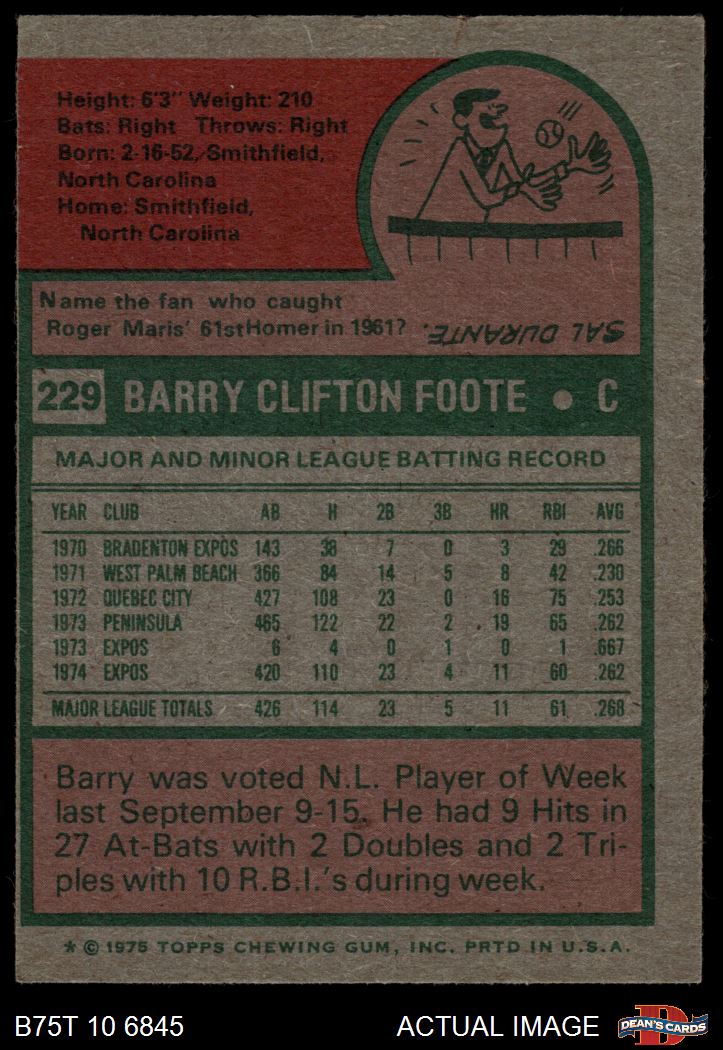 Height: 6'3" Weight: 210
Bats: Right Throws: Right
Born: 2-16-52, Smithfield,
North Carolina
Home: Smithfield,
North Carolina
Name the fan who caught
Roger Maris' 61st Homer in 1961?
SAL DURANTE.
229 BARRY CLIFTON FOOTE • C
MAJOR AND MINOR LEAGUE BATTING RECORD
YEAR CLUB AB H 2B 3B HR RBI AVG
1970 BRADENTON EXPOS 143 38 7 0 3 29 .266
1971 WEST PALM BEACH 366 84 14 5 8 42 .230
1972 QUEBEC CITY 427 108 23 0 16 75 .253
1973 PENINSULA 465 122 22 2 19 65 .262
1973 EXPOS 6 4 0 1 0 1 .667
1974 EXPOS 420 110 23 4 11 60 .262
MAJOR LEAGUE TOTALS 426 114 23 5 11 61 .268
Barry was voted N.L. Player of Week
last September 9-15. He had 9 Hits in
27 At-Bats with 2 Doubles and 2 Tri-
ples with 10 R.B.I.'s during week.
* © 1975 TOPPS CHEWING GUM, INC. PRTD IN U.S.A.
B75T 10 6845 ACTUAL IMAGE D DEAN'S CARDS